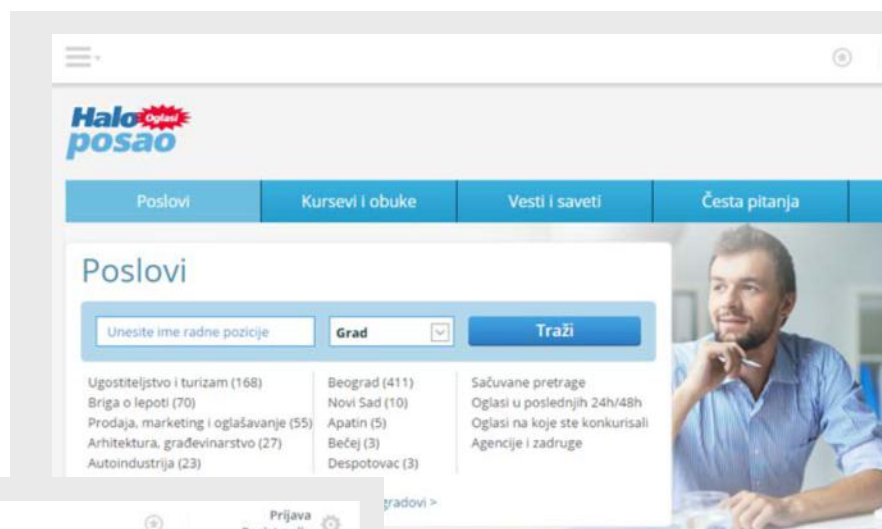 Halo Oglasi
posao
Poslovi Kursevi i obuke Vesti i saveti Česta pitanja
Poslovi
Unesite ime radne pozicije Grad Traži
Ugostiteljstvo i turizam (168) Beograd (411) Sačuvane pretrage
Briga o lepoti (70) Novi Sad (10) Oglasi u poslednjih 24h/48h
Prodaja, marketing i oglašavanje (55) Apatin (5) Oglasi na koje ste konkurisali
Arhitektura, građevinarstvo (27) Bečej (3) Agencije i zadruge
Autoindustrija (23) Despotovac (3)
gradovi >
Prijava